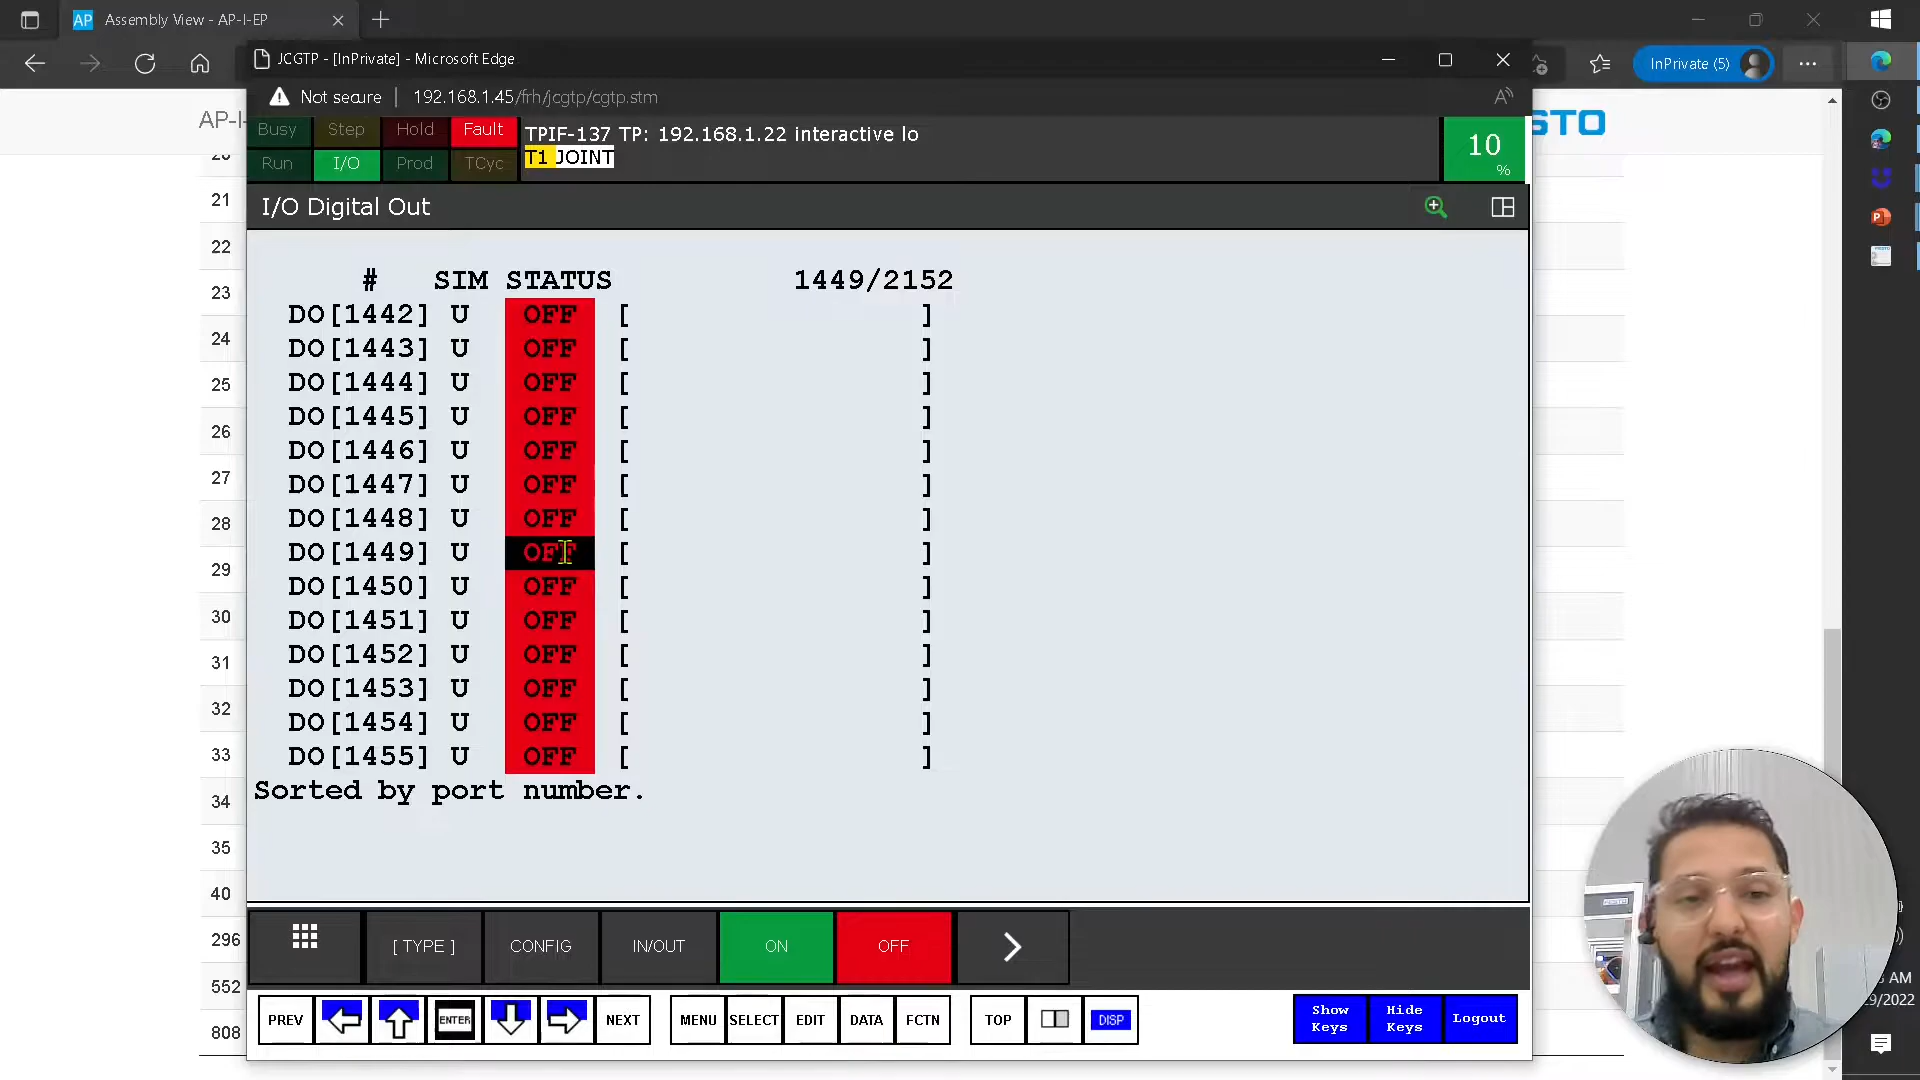 AP Assembly View - AP-I-EP
InPrivate (5)
JCGTP - [InPrivate] - Microsoft Edge
Not secure | 192.168.1.45/frh/jcgtp/cgtp.stm
AP-I-
STO
Busy Step Hold Fault
Run I/O Prod TCyc
TPIF-137 TP: 192.168.1.22 interactive lo
T1 JOINT
10 %
I/O Digital Out
# SIM STATUS 1449/2152
DO[1442] U OFF [ ]
DO[1443] U OFF [ ]
DO[1444] U OFF [ ]
DO[1445] U OFF [ ]
DO[1446] U OFF [ ]
DO[1447] U OFF [ ]
DO[1448] U OFF [ ]
DO[1449] U OFF [ ]
DO[1450] U OFF [ ]
DO[1451] U OFF [ ]
DO[1452] U OFF [ ]
DO[1453] U OFF [ ]
DO[1454] U OFF [ ]
DO[1455] U OFF [ ]
Sorted by port number.
[ TYPE ] CONFIG IN/OUT ON OFF >
PREV ENTER NEXT MENU SELECT EDIT DATA FCTN TOP DISP
Show Keys
Hide Keys
Logout
21
22
23
24
25
26
27
28
29
30
31
32
33
34
35
40
296
552
808
AM
9/2022